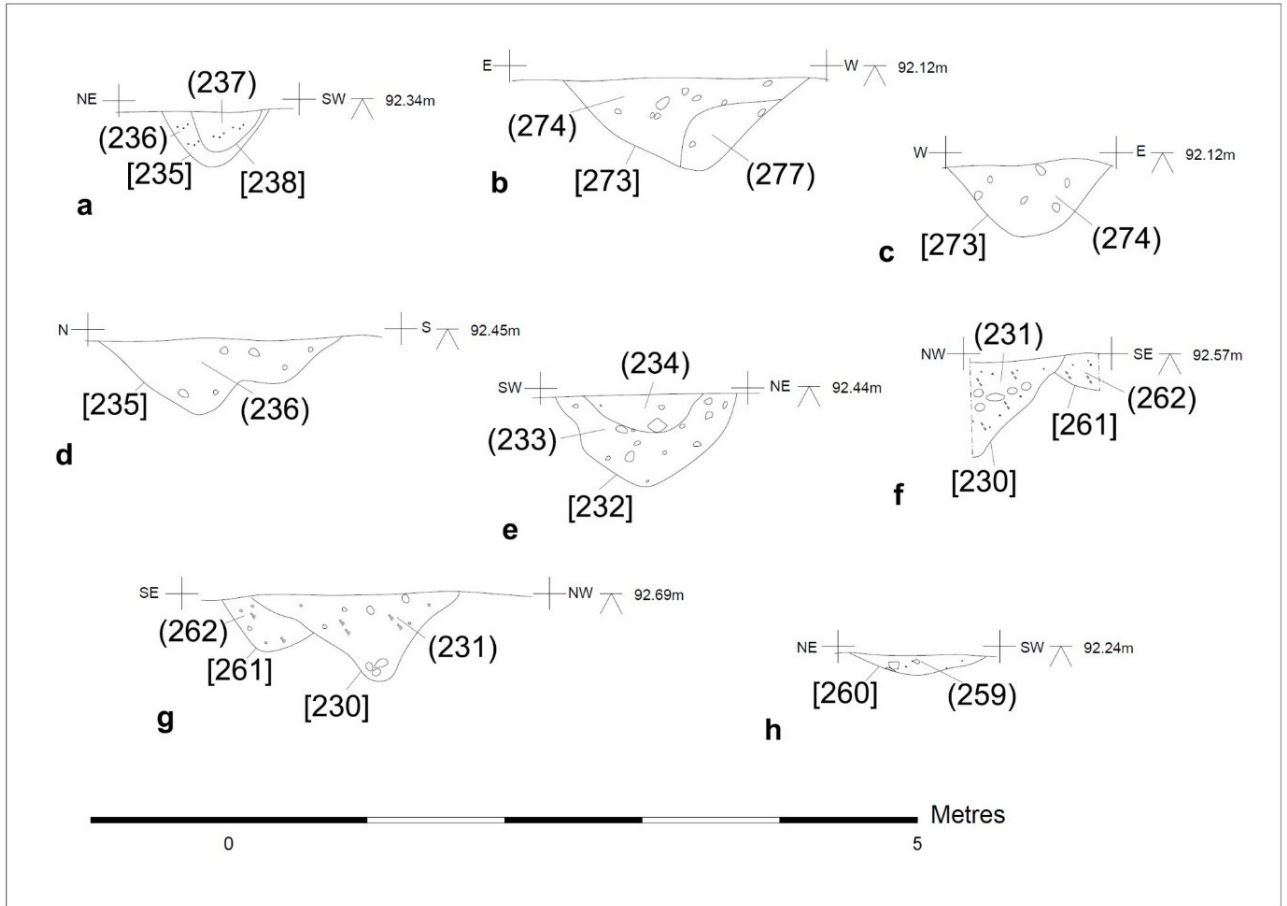 NE
(237)
SW
92.34m
(236)
[235]
[238]
a
E
W
92.12m
(274)
[273]
(277)
b
W
E
92.12m
[273]
(274)
c
N
S
92.45m
[235]
(236)
d
SW
(234)
NE
92.44m
(233)
[232]
e
(231)
NW
SE
92.57m
(262)
[261]
[230]
f
SE
NW
92.69m
(262)
(231)
[261]
[230]
g
NE
SW
92.24m
[260]
(259)
h
Metres
0
5